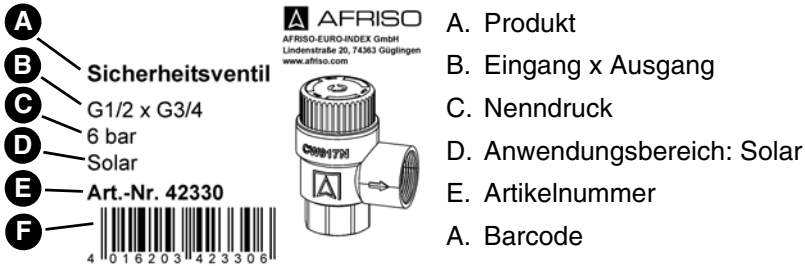 AFRISO
AFRISO-EURO-INDEX GmbH
Lindenstraße 20, 74363 Güglingen
www.afriso.com
A
Sicherheitsventil
B
G1/2 x G3/4
C
6 bar
D
Solar
E
Art.-Nr. 42330
F
4 016203 423306
CW617N
A. Produkt
B. Eingang x Ausgang
C. Nenndruck
D. Anwendungsbereich: Solar
E. Artikelnummer
A. Barcode